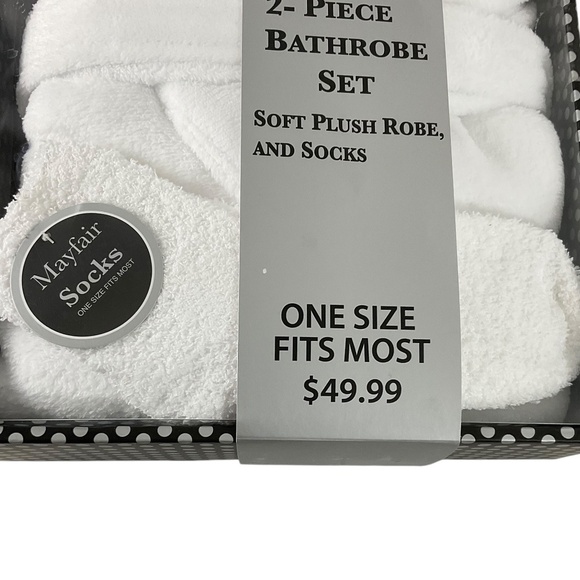 2- PIECE
BATHROBE
SET
SOFT PLUSH ROBE,
AND SOCKS
Mayfair
Socks
ONE SIZE FITS MOST
ONE SIZE
FITS MOST
$49.99